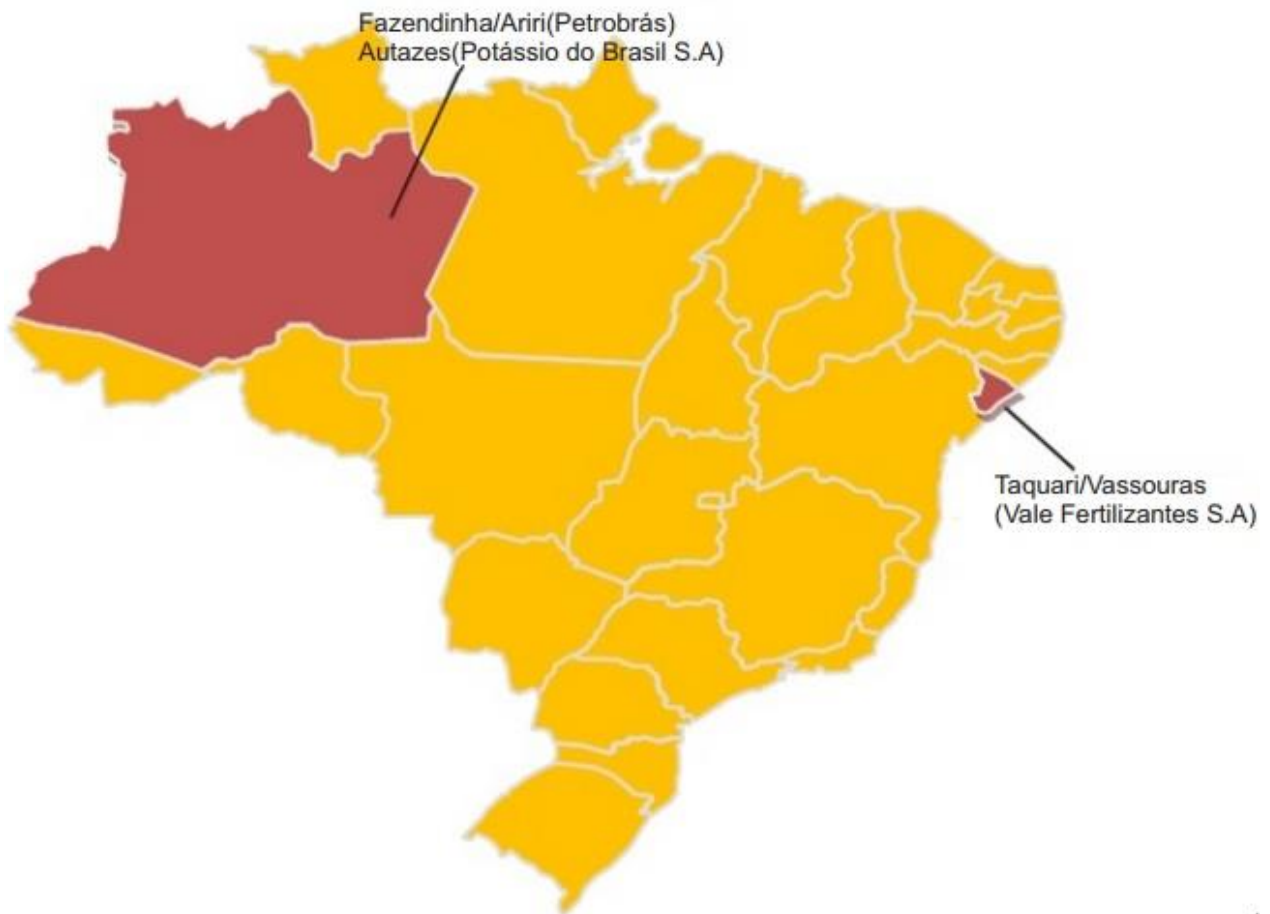 Fazendinha/Ariri(Petrobrás)
Autazes(Potássio do Brasil S.A)
Taquari/Vassouras
(Vale Fertilizantes S.A)